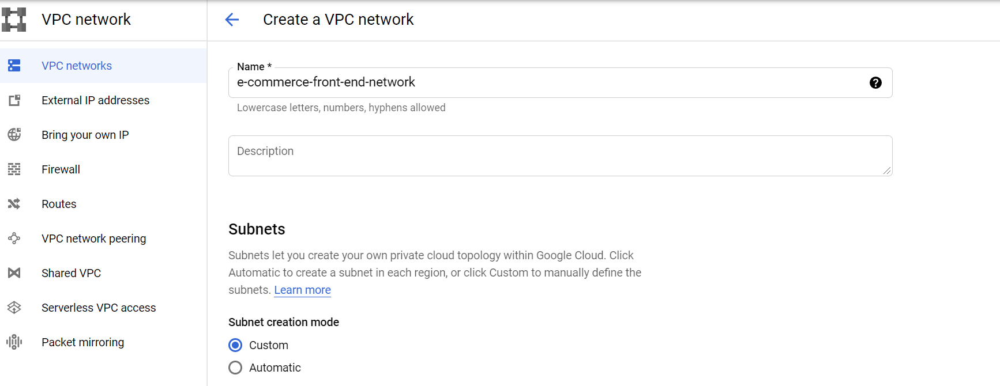 VPC network
VPC networks
External IP addresses
Bring your own IP
Firewall
Routes
VPC network peering
Shared VPC
Serverless VPC access
Packet mirroring
Create a VPC network
Name *
e-commerce-front-end-network
?
Lowercase letters, numbers, hyphens allowed
Description
Subnets
Subnets let you create your own private cloud topology within Google Cloud. Click
Automatic to create a subnet in each region, or click Custom to manually define the
subnets. Learn more
Subnet creation mode
Custom
Automatic